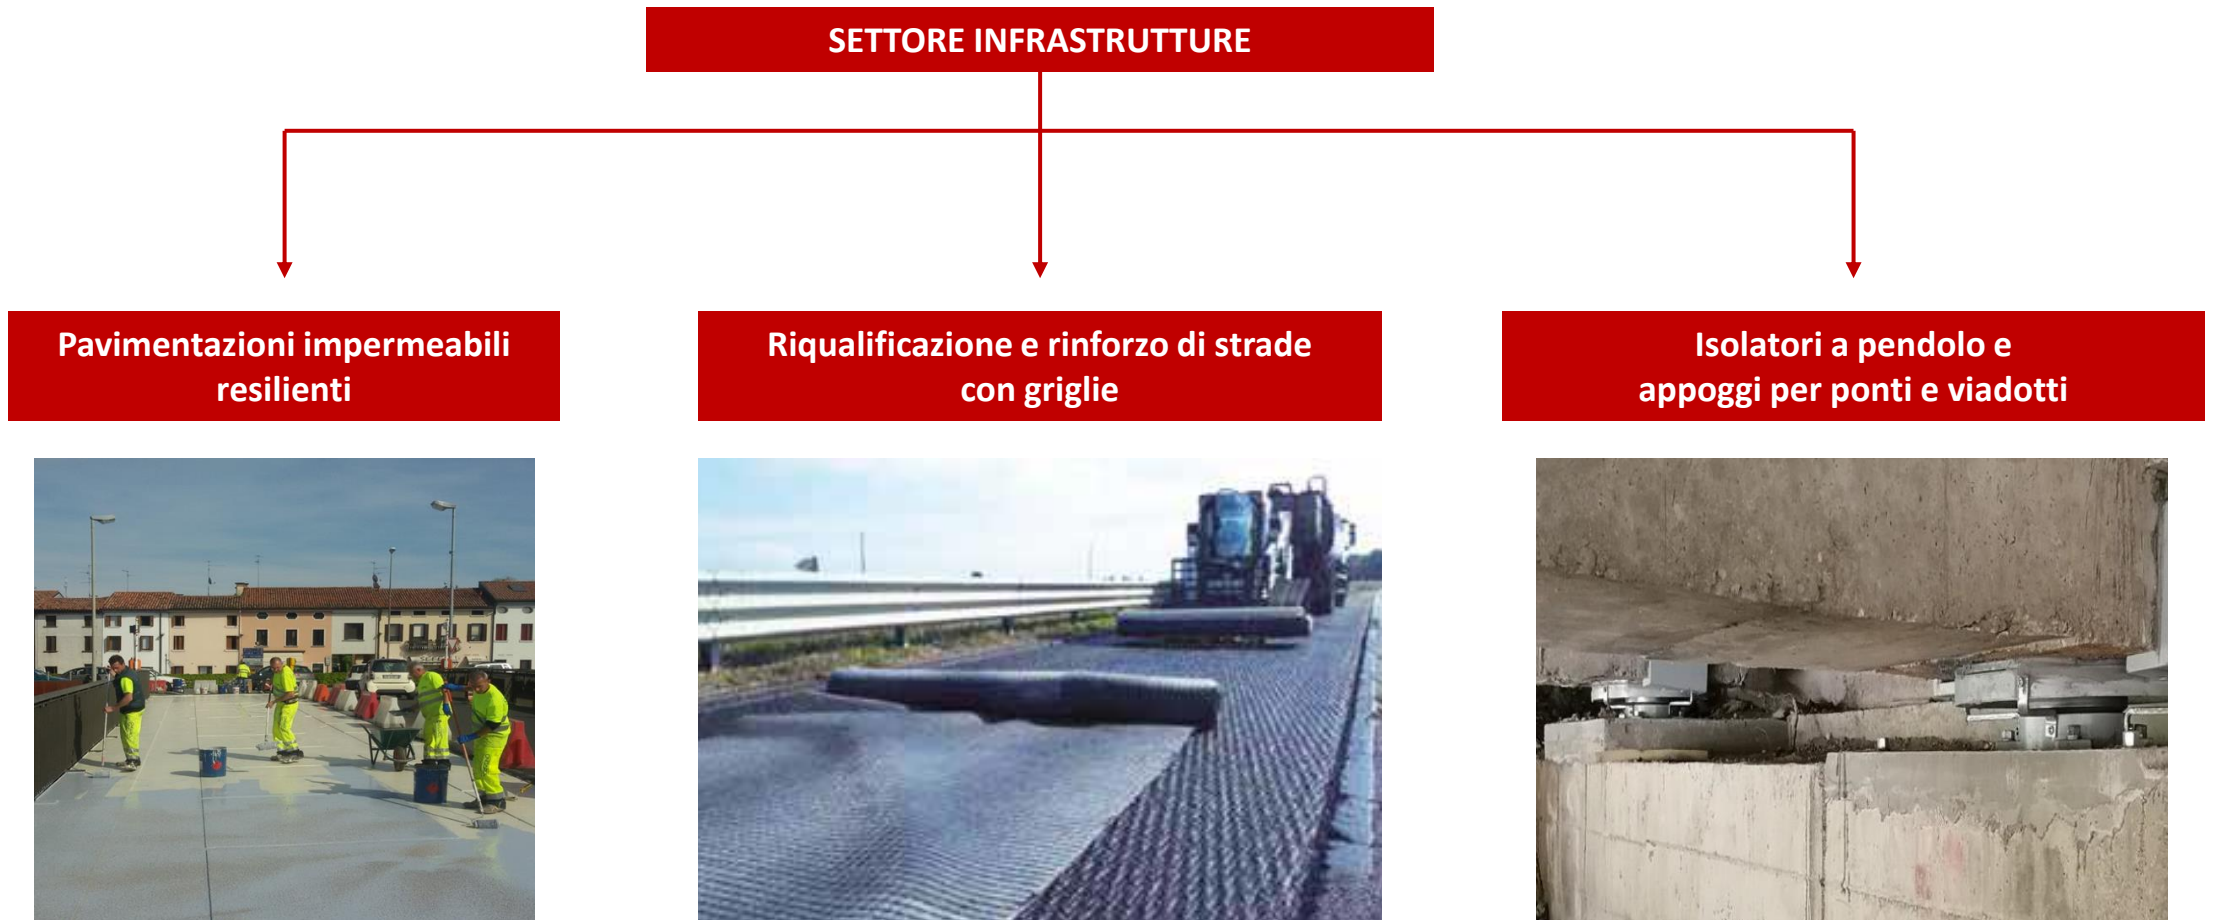 SETTORE INFRASTRUTTURE
Pavimentazioni impermeabili
resilienti
Riqualificazione e rinforzo di strade
con griglie
Isolatori a pendolo e
appoggi per ponti e viadotti